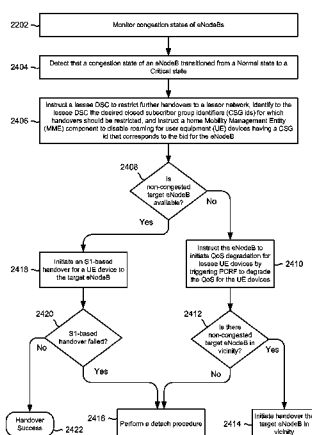 2202
Monitor congestion states of eNodeBs
2404
Detect that a congestion state of an eNodeB transitioned from a Normal state to a
Critical state
2406
Instruct a lessee DSC to restrict further handovers to a lessor network, identify to the
lessee DSC the desired closed subscriber group identifiers (CSG ids) for which
handovers should be restricted, and instruct a home Mobility Management Entity
(MME) component to disable roaming for user equipment (UE) devices having a CSG
id that corresponds to the bid for the eNodeB
2408
Is
non-congested
target eNodeB
available?
Yes
No
2418
Initiate an S1-based
handover for a UE device to
the target eNodeB
Instruct the eNodeB to
initiate QoS degradation for
lessee UE devices by
triggering PCRF to degrade
the QoS for the UE devices
2410
2420
S1-based
handover failed?
2412
Is there
non-congested
target eNodeB in
vicinity?
No
Yes
No
Yes
Handover
Success
2422
2416
Perform a detach procedure
2414
Initiate handover the
target eNodeB in
vicinity